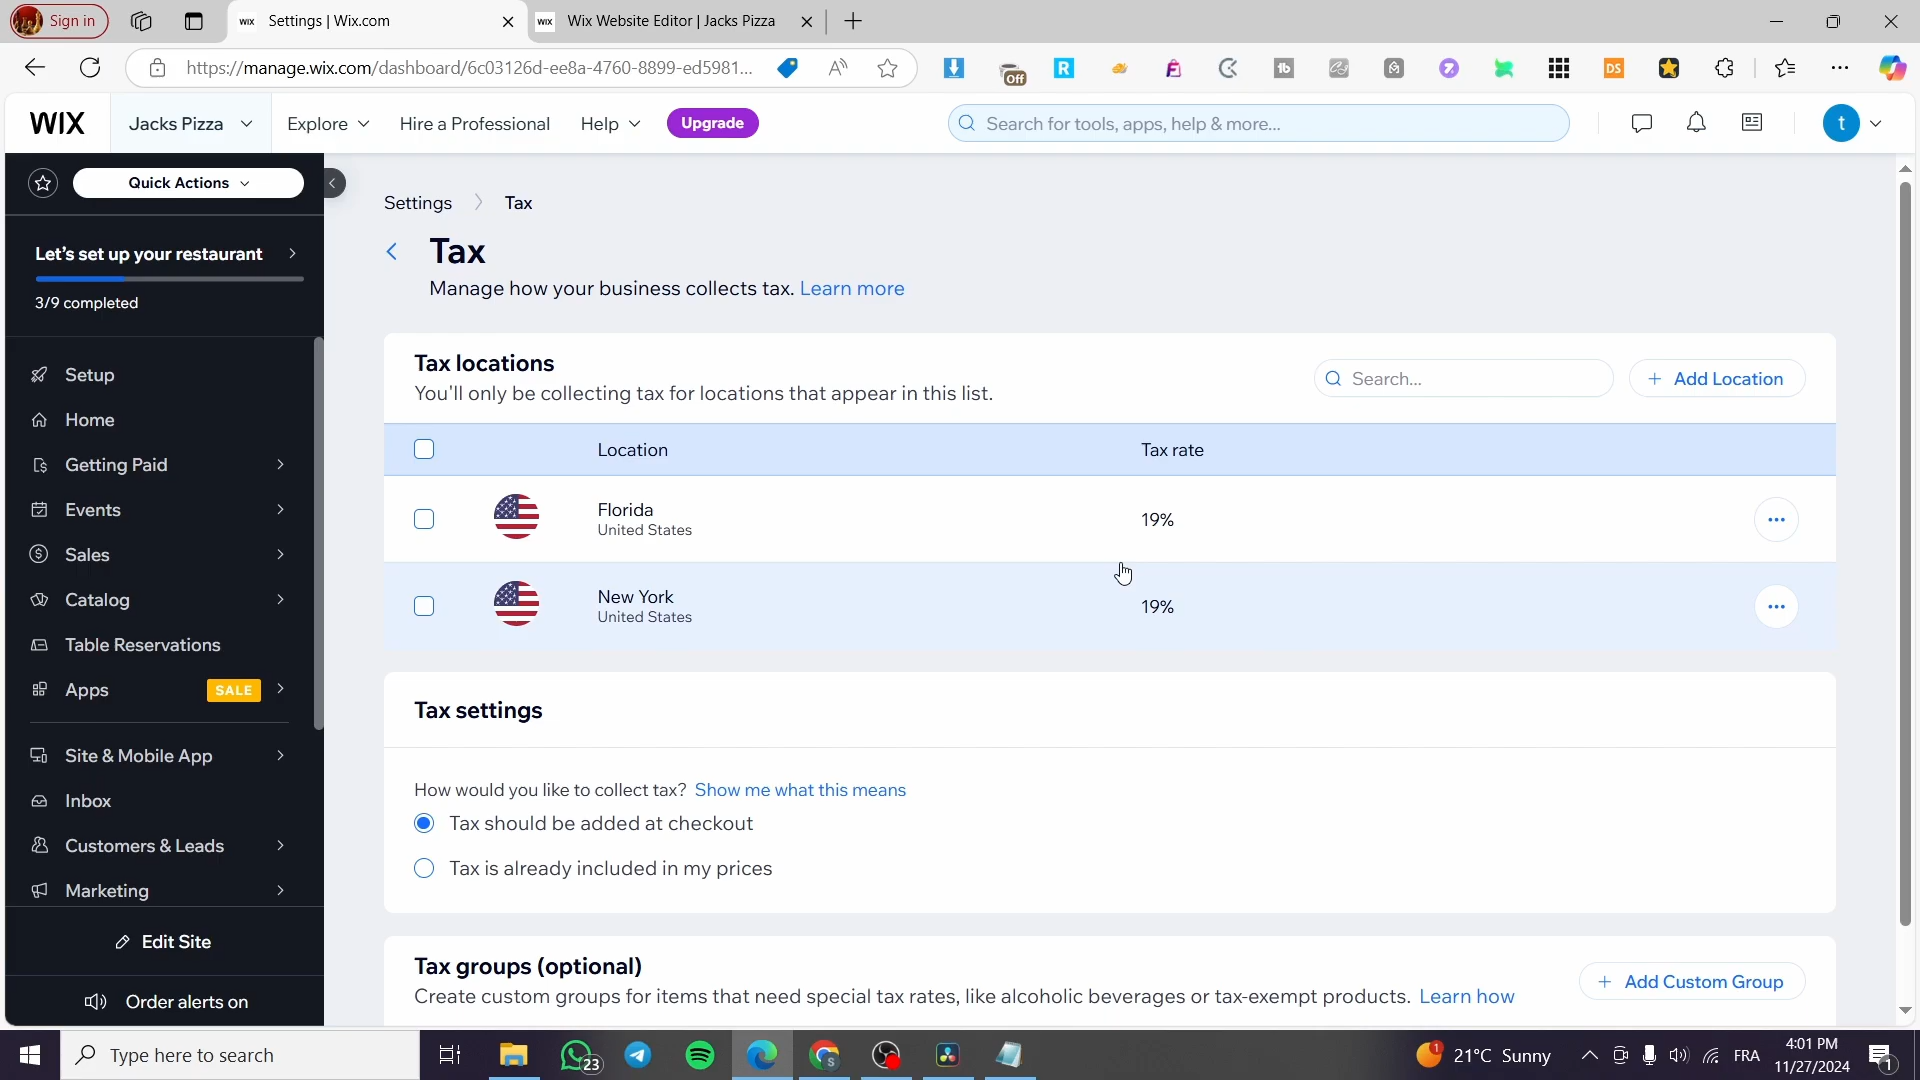 Sign in
Settings | Wix.com
Wix Website Editor | Jacks Pizza
https://manage.wix.com/dashboard/6c03126d-ee8a-4760-8899-ed5981...
Off
WIX
Jacks Pizza
Explore
Hire a Professional
Help
Upgrade
Search for tools, apps, help & more...
t
Quick Actions
Let's set up your restaurant
3/9 completed
Setup
Home
Getting Paid
Events
Sales
Catalog
Table Reservations
Apps
SALE
Site & Mobile App
Inbox
Customers & Leads
Marketing
Edit Site
Order alerts on
Settings
Tax
Tax
Manage how your business collects tax. Learn more
Tax locations
You'll only be collecting tax for locations that appear in this list.
Search...
+ Add Location
Location
Tax rate
Florida
United States
19%
New York
United States
19%
Tax settings
How would you like to collect tax? Show me what this means
Tax should be added at checkout
Tax is already included in my prices
Tax groups (optional)
Create custom groups for items that need special tax rates, like alcoholic beverages or tax-exempt products. Learn how
+ Add Custom Group
Type here to search
23
1
21°C Sunny
FRA
4:01 PM
11/27/2024
1